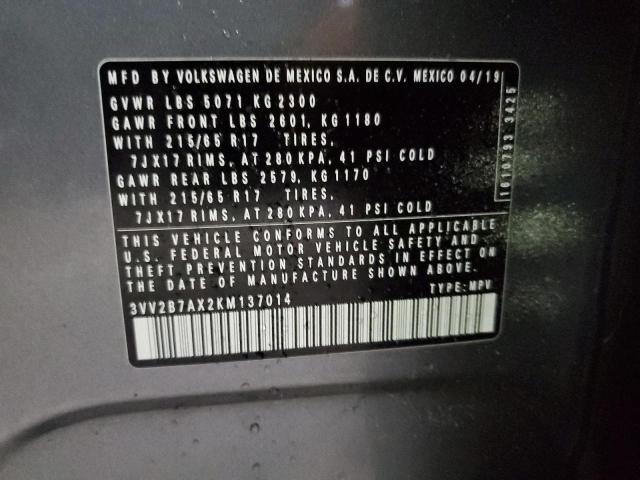 MFD BY VOLKSWAGEN DE MEXICO S.A. DE C.V. MEXICO 04/19
GVWR LBS 5071 KG 2300
GAWR FRONT LBS 2601, KG 1180
WITH 215/65 R17 TIRES,
7JX17 RIMS, AT 280 KPA, 41 PSI COLD
GAWR REAR LBS 2579, KG 1170
WITH 215/65 R17 TIRES,
7JX17 RIMS, AT 280 KPA, 41 PSI COLD
THIS VEHICLE CONFORMS TO ALL APPLICABLE
U.S. FEDERAL MOTOR VEHICLE SAFETY AND
THEFT PREVENTION STANDARDS IN EFFECT ON
THE DATE OF MANUFACTURE SHOWN ABOVE.
3VV2B7AX2KM137014 TYPE: MPV
1610793 3425